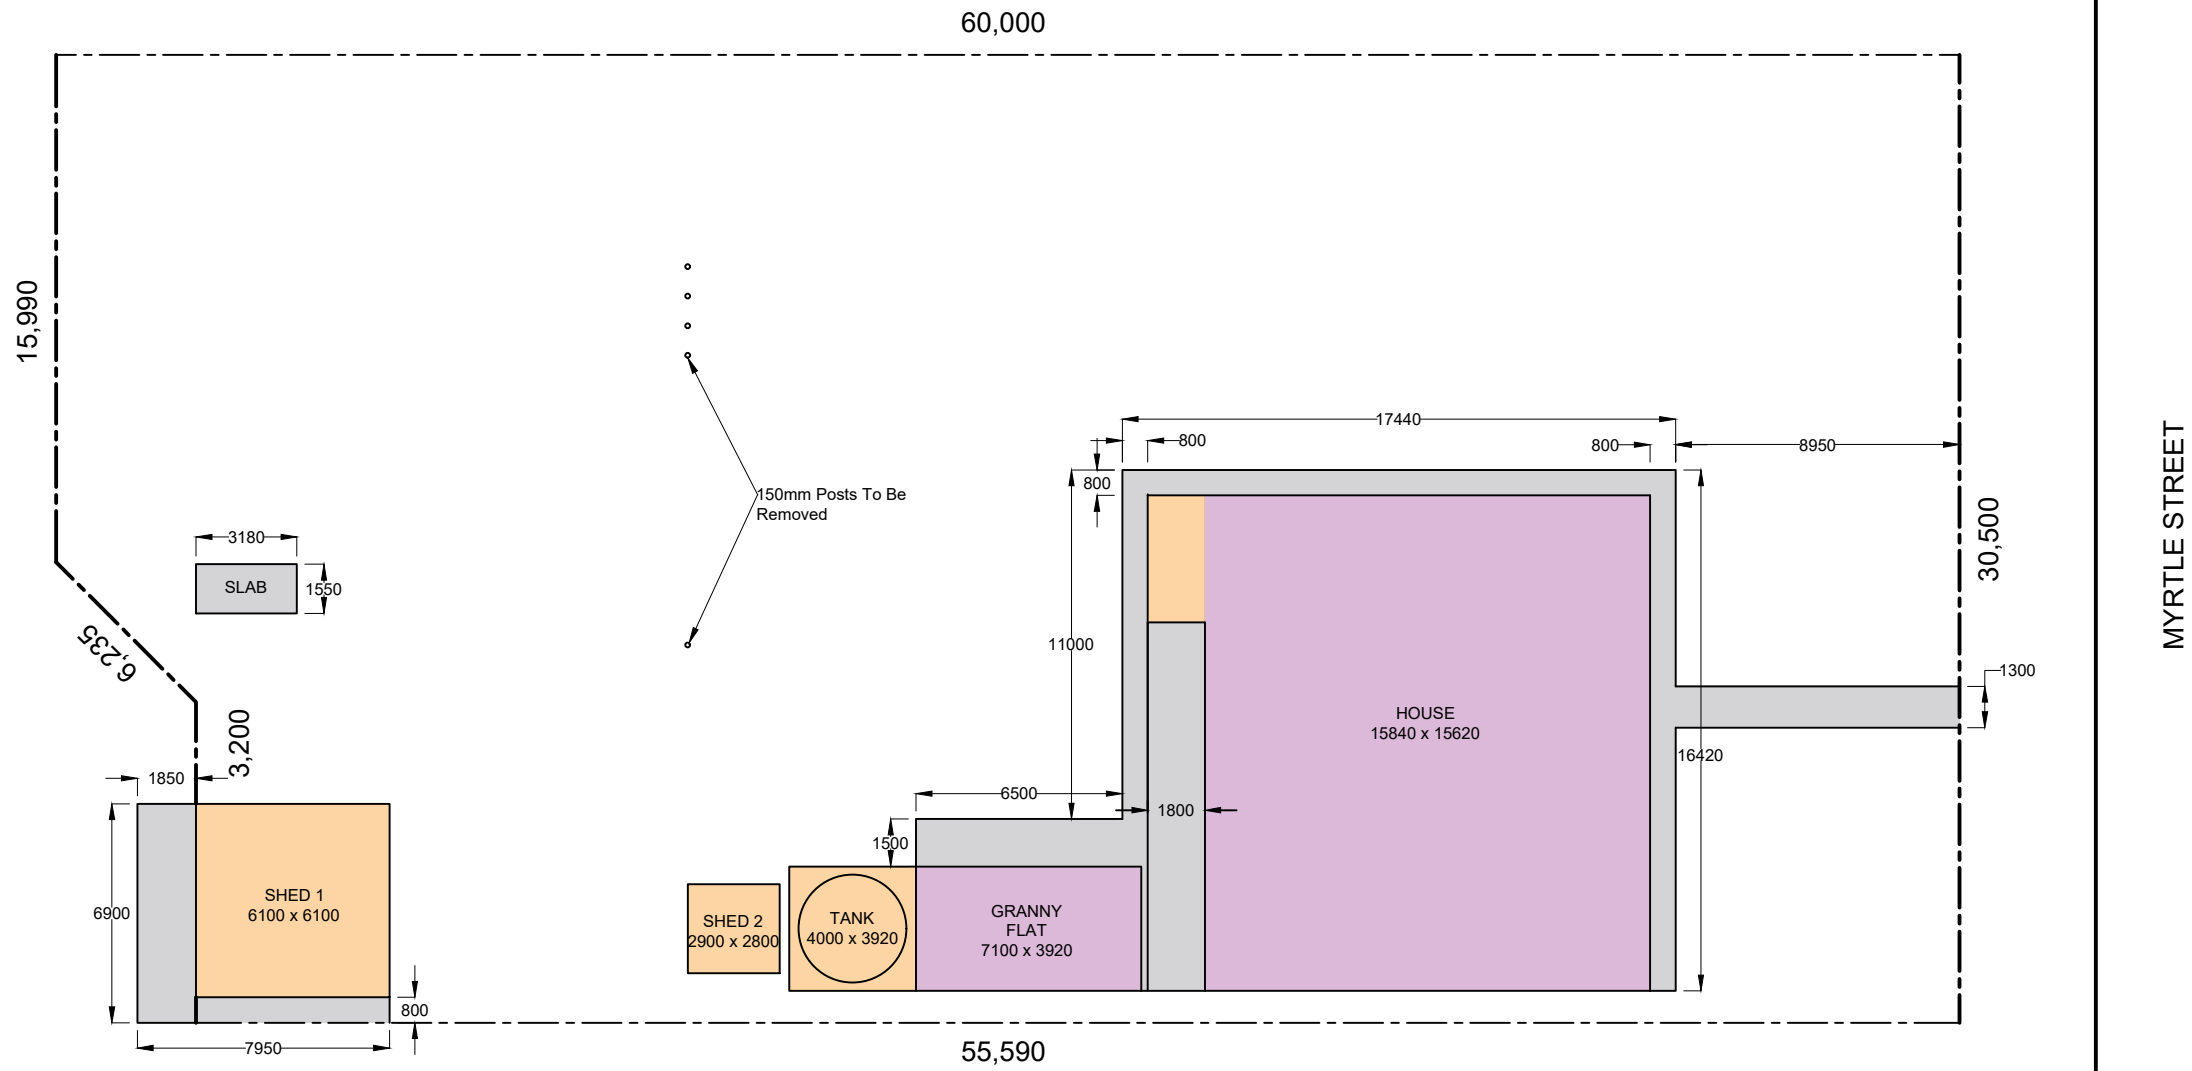 60,000
15,990
17440
800
800
8950
800
150mm Posts To Be
Removed
30,500
MYRTLE STREET
3180
SLAB
1550
11000
6,235
1300
HOUSE
15840 x 15620
3,200
16420
1850
6500
1800
1500
SHED 1
6100 x 6100
6900
SHED 2
2900 x 2800
TANK
4000 x 3920
GRANNY
FLAT
7100 x 3920
800
7950
55,590